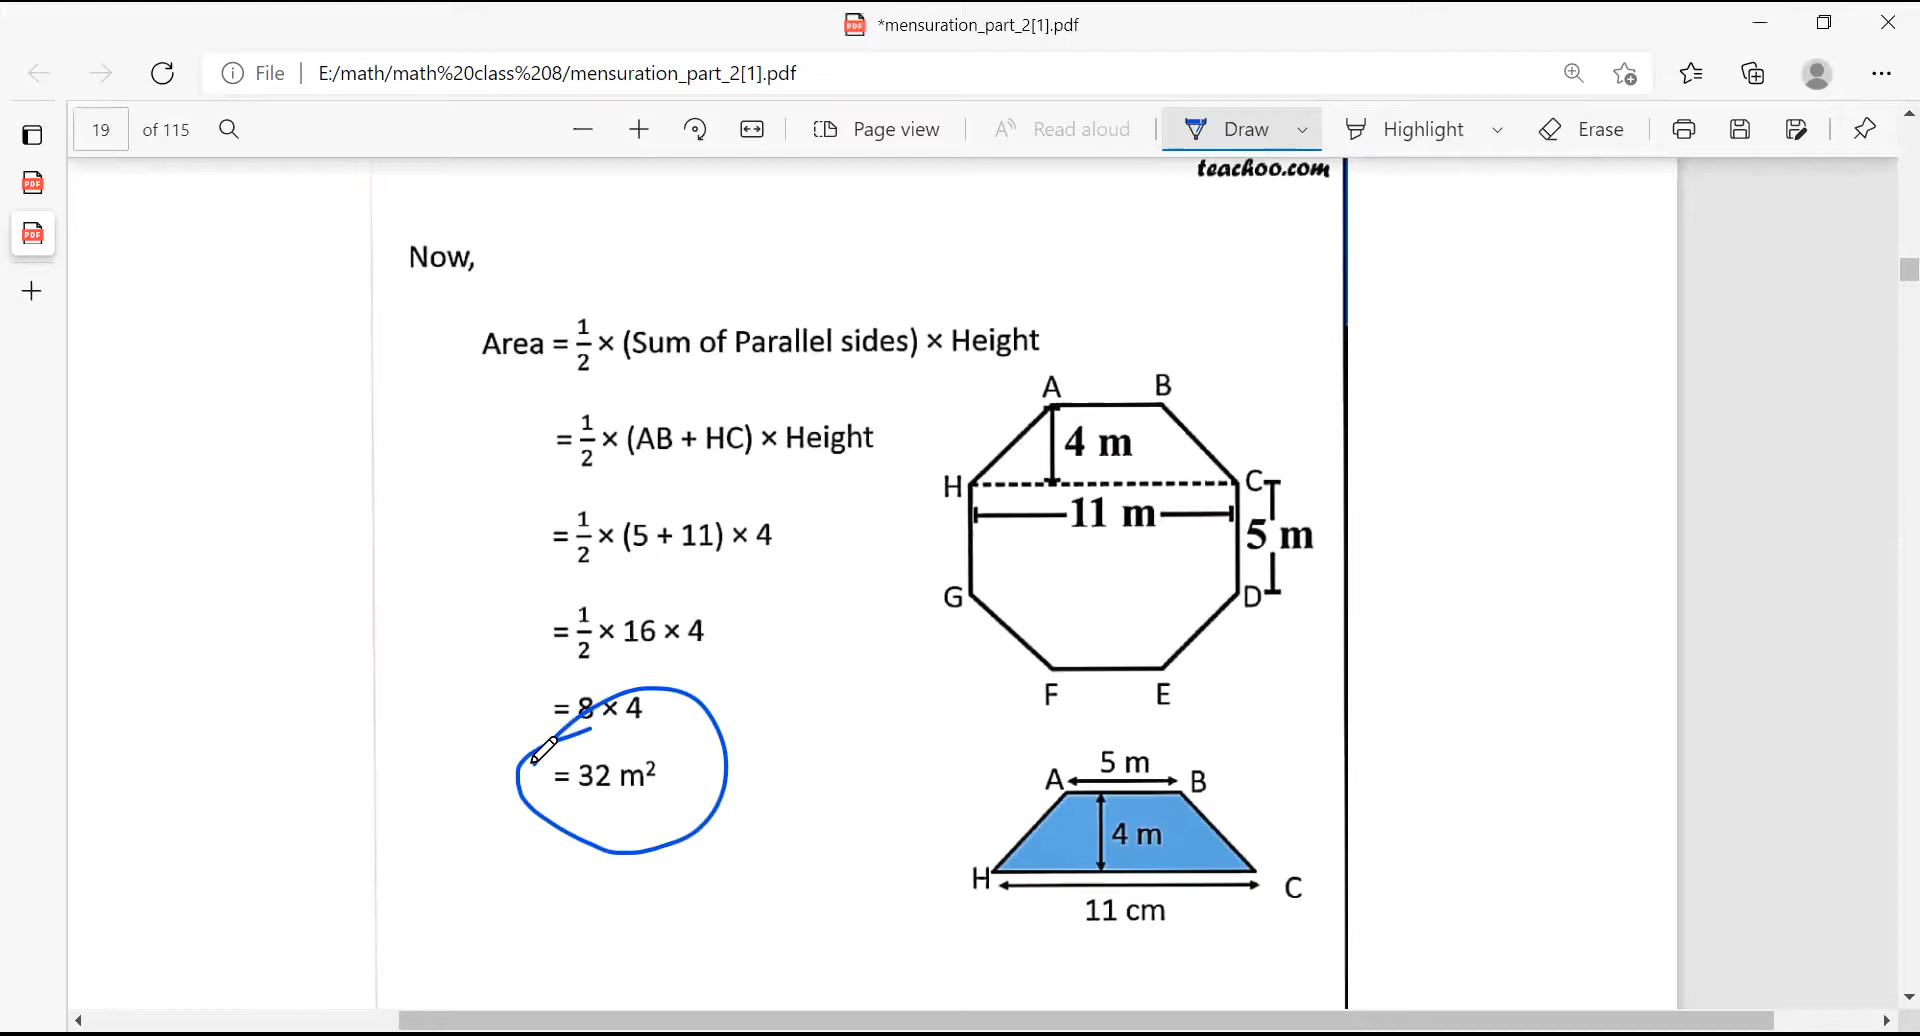 *mensuration_part_2[1].pdf
File | E:/math/math%20class%208/mensuration_part_2[1].pdf
19 of 115 Page view Read aloud Draw Highlight Erase
teachoo.com
Now,
Area = 1/2 × (Sum of Parallel sides) × Height
= 1/2 × (AB + HC) × Height
= 1/2 × (5 + 11) × 4
= 1/2 × 16 × 4
= 8 × 4
= 32 m²
A B
4 m
H C
11 m
5 m
G D
F E
5 m
A B
4 m
H C
11 cm